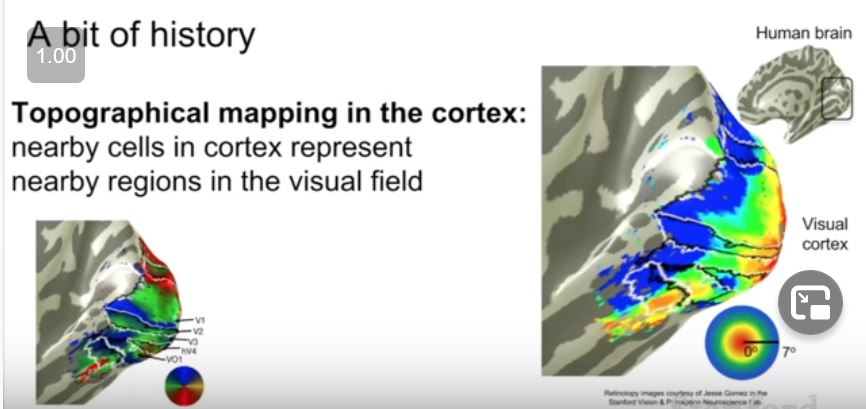 A bit of history
1.00
Human brain
Topographical mapping in the cortex:
nearby cells in cortex represent
nearby regions in the visual field
Visual
cortex
V1
V2
V3
hV4
VO1
0°
7°
Retinotopy images courtesy of Jesse Gomez in the
Stanford Vision & Perception Neuroscience Lab.